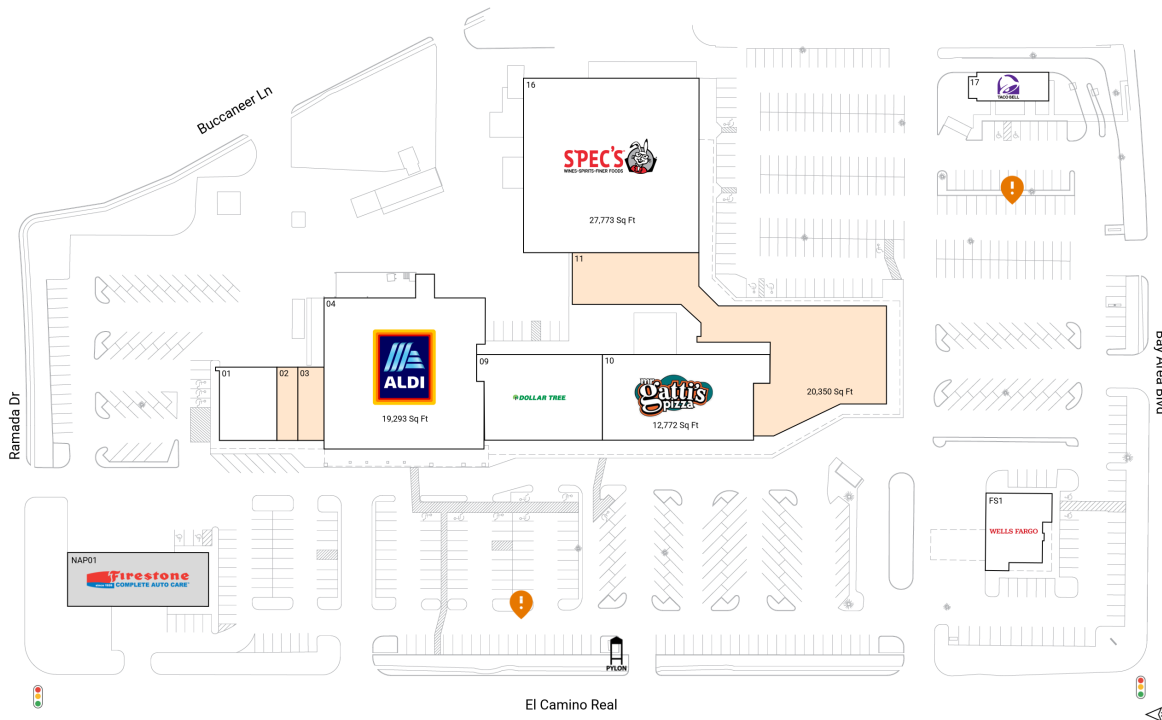 16
17
TACO BELL
Buccaneer Ln
SPEC'S
WINES•SPIRITS•FINER FOODS
27,773 Sq Ft
11
04
Bay Area Blvd
ALDI
19,293 Sq Ft
01
02
03
09
DOLLAR TREE
10
mr gatti's
pizza
12,772 Sq Ft
20,350 Sq Ft
Ramada Dr
FS1
WELLS FARGO
NAP01
Firestone
COMPLETE AUTO CARE
PYLON
El Camino Real